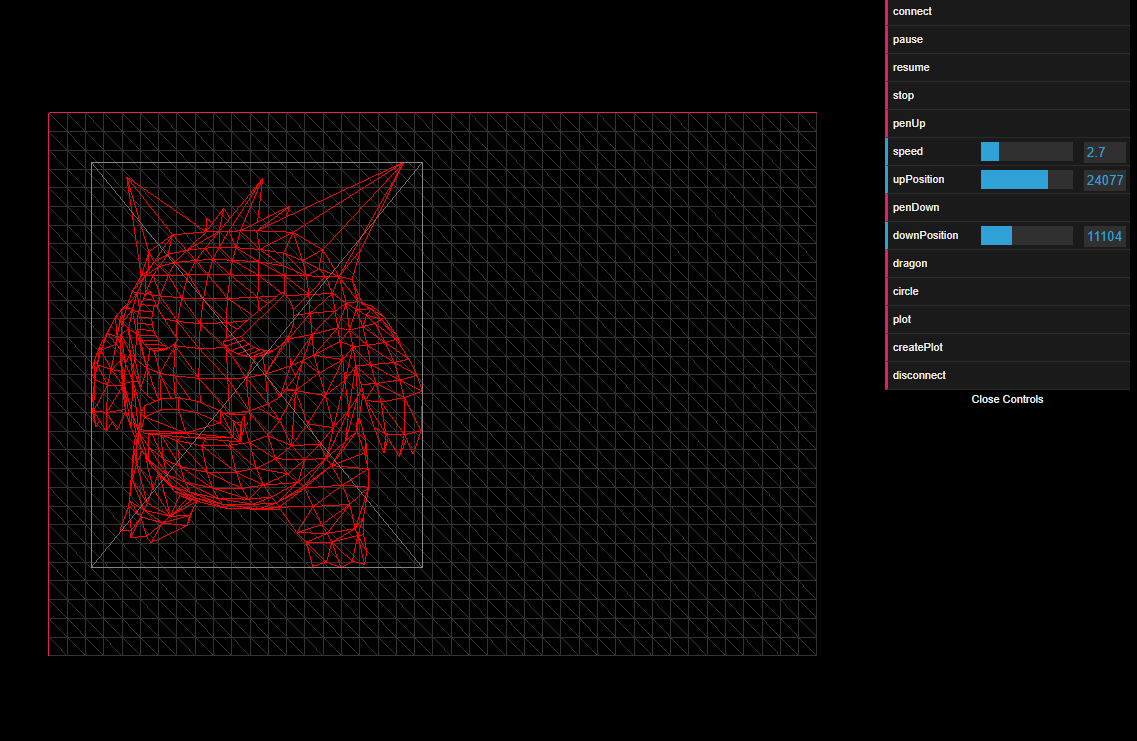 connect
pause
resume
stop
penUp
speed 2.7
upPosition 24077
penDown
downPosition 11104
dragon
circle
plot
createPlot
disconnect
Close Controls